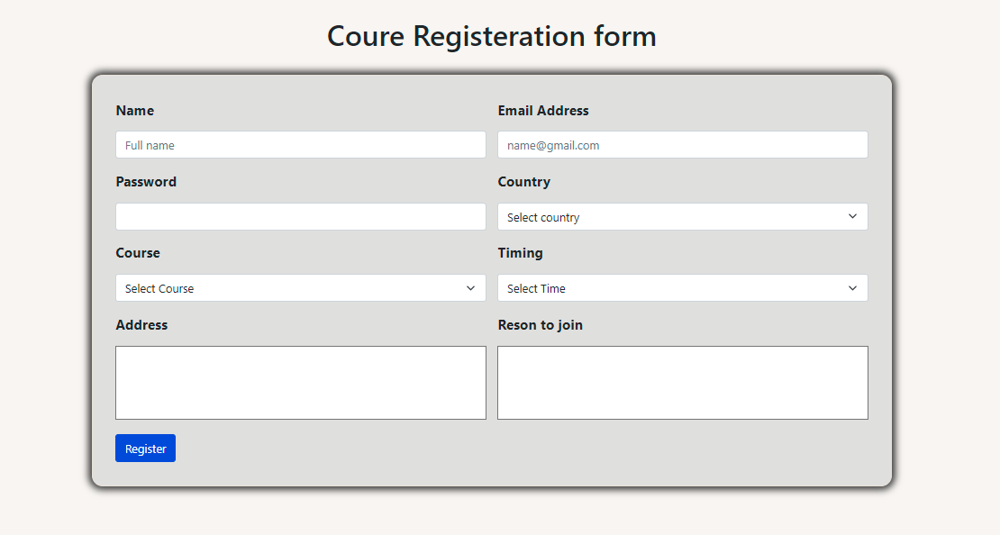 Coure Registeration form
Name
Email Address
Full name
name@gmail.com
Password
Country
Select country
Course
Timing
Select Course
Select Time
Address
Reson to join
Register